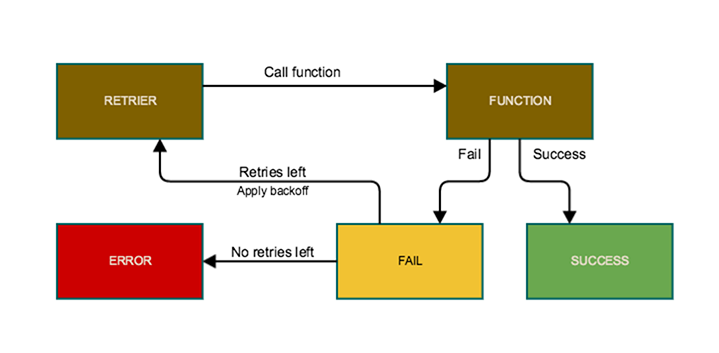 Call function
RETRIER
FUNCTION
Fail
Success
Retries left
Apply backoff
No retries left
ERROR
FAIL
SUCCESS